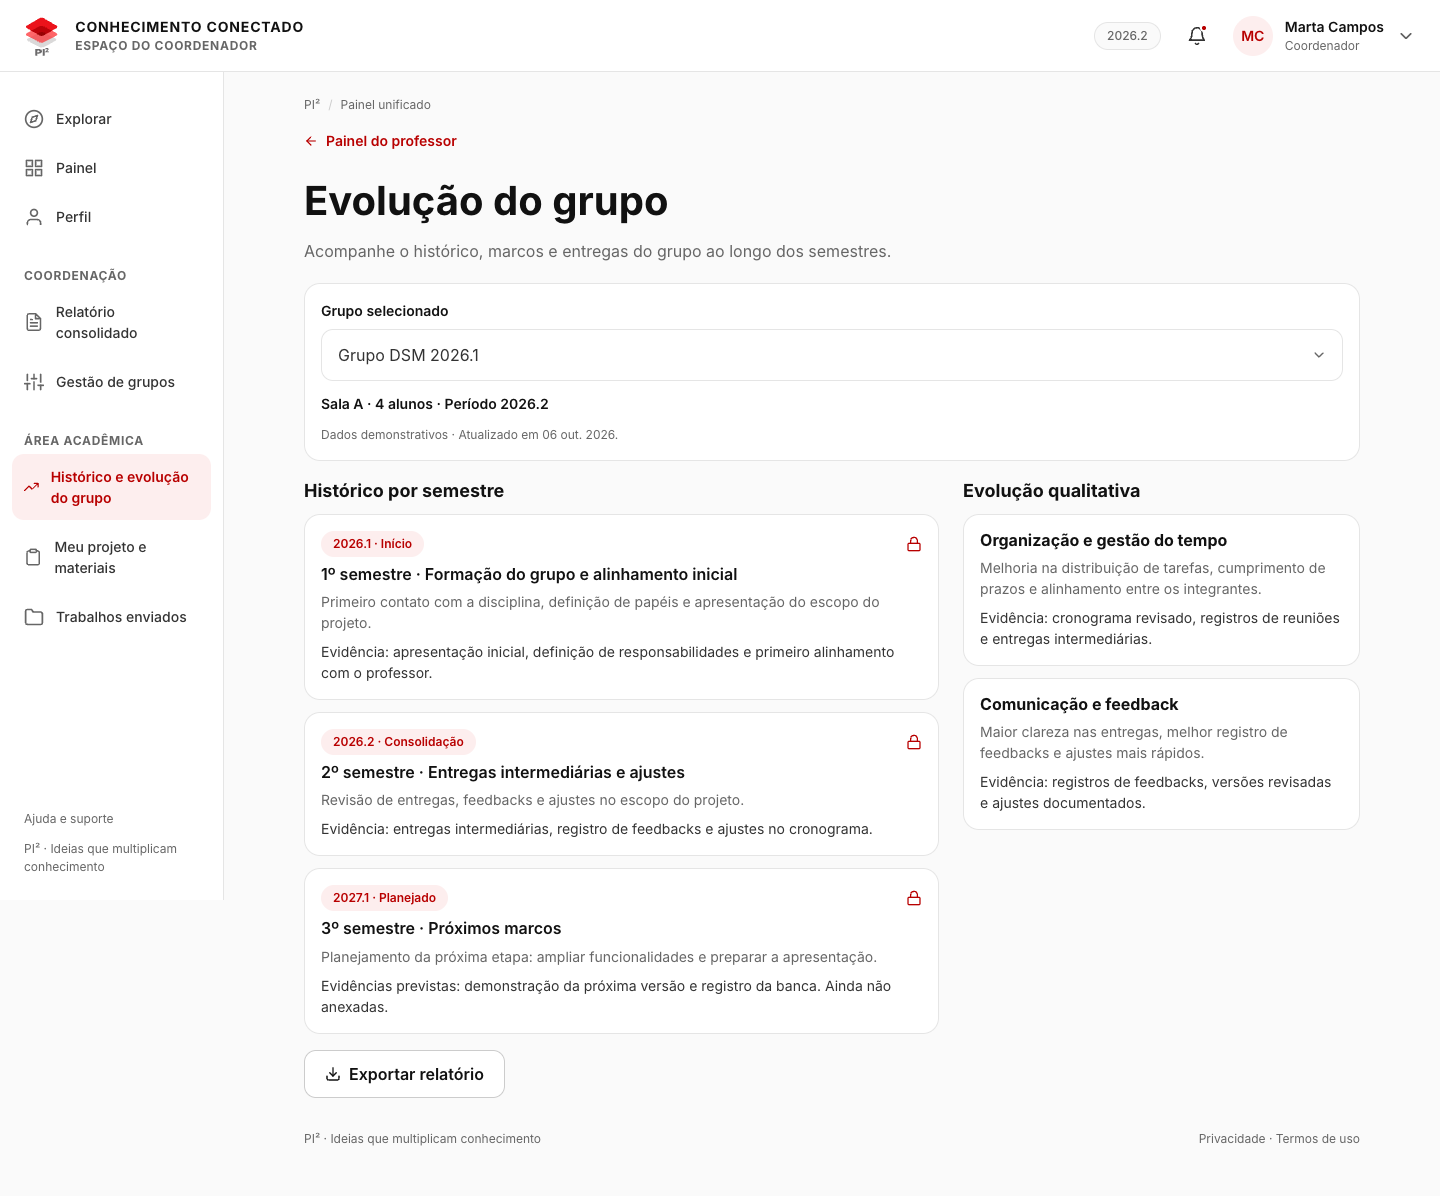 CONHECIMENTO CONECTADO
ESPAÇO DO COORDENADOR
PI²
2026.2
MC
Marta Campos
Coordenador
Explorar
Painel
Perfil
COORDENAÇÃO
Relatório
consolidado
Gestão de grupos
ÁREA ACADÊMICA
Histórico e evolução
do grupo
Meu projeto e
materiais
Trabalhos enviados
Ajuda e suporte
PI² · Ideias que multiplicam
conhecimento
PI² / Painel unificado
Painel do professor
Evolução do grupo
Acompanhe o histórico, marcos e entregas do grupo ao longo dos semestres.
Grupo selecionado
Grupo DSM 2026.1
Sala A · 4 alunos · Período 2026.2
Dados demonstrativos · Atualizado em 06 out. 2026.
Histórico por semestre
2026.1 · Início
1º semestre · Formação do grupo e alinhamento inicial
Primeiro contato com a disciplina, definição de papéis e apresentação do escopo do
projeto.
Evidência: apresentação inicial, definição de responsabilidades e primeiro alinhamento
com o professor.
2026.2 · Consolidação
2º semestre · Entregas intermediárias e ajustes
Revisão de entregas, feedbacks e ajustes no escopo do projeto.
Evidência: entregas intermediárias, registro de feedbacks e ajustes no cronograma.
2027.1 · Planejado
3º semestre · Próximos marcos
Planejamento da próxima etapa: ampliar funcionalidades e preparar a apresentação.
Evidências previstas: demonstração da próxima versão e registro da banca. Ainda não
anexadas.
Exportar relatório
Evolução qualitativa
Organização e gestão do tempo
Melhoria na distribuição de tarefas, cumprimento de
prazos e alinhamento entre os integrantes.
Evidência: cronograma revisado, registros de reuniões
e entregas intermediárias.
Comunicação e feedback
Maior clareza nas entregas, melhor registro de
feedbacks e ajustes mais rápidos.
Evidência: registros de feedbacks, versões revisadas
e ajustes documentados.
PI² · Ideias que multiplicam conhecimento
Privacidade · Termos de uso